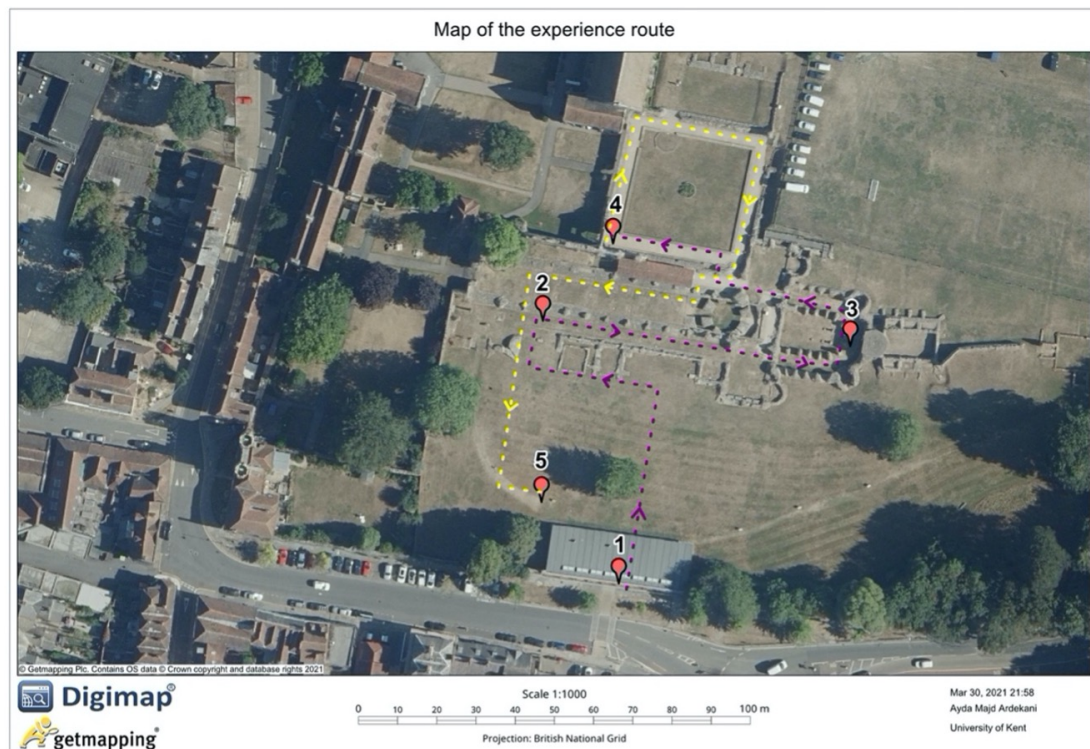 Map of the experience route
4
2
3
5
1
© Getmapping Plc. Contains OS data © Crown copyright and database rights 2021
Digimap®
getmapping®
Scale 1:1000
0 10 20 30 40 50 60 70 80 90 100 m
Projection: British National Grid
Mar 30, 2021 21:58
Ayda Majd Ardekani
University of Kent